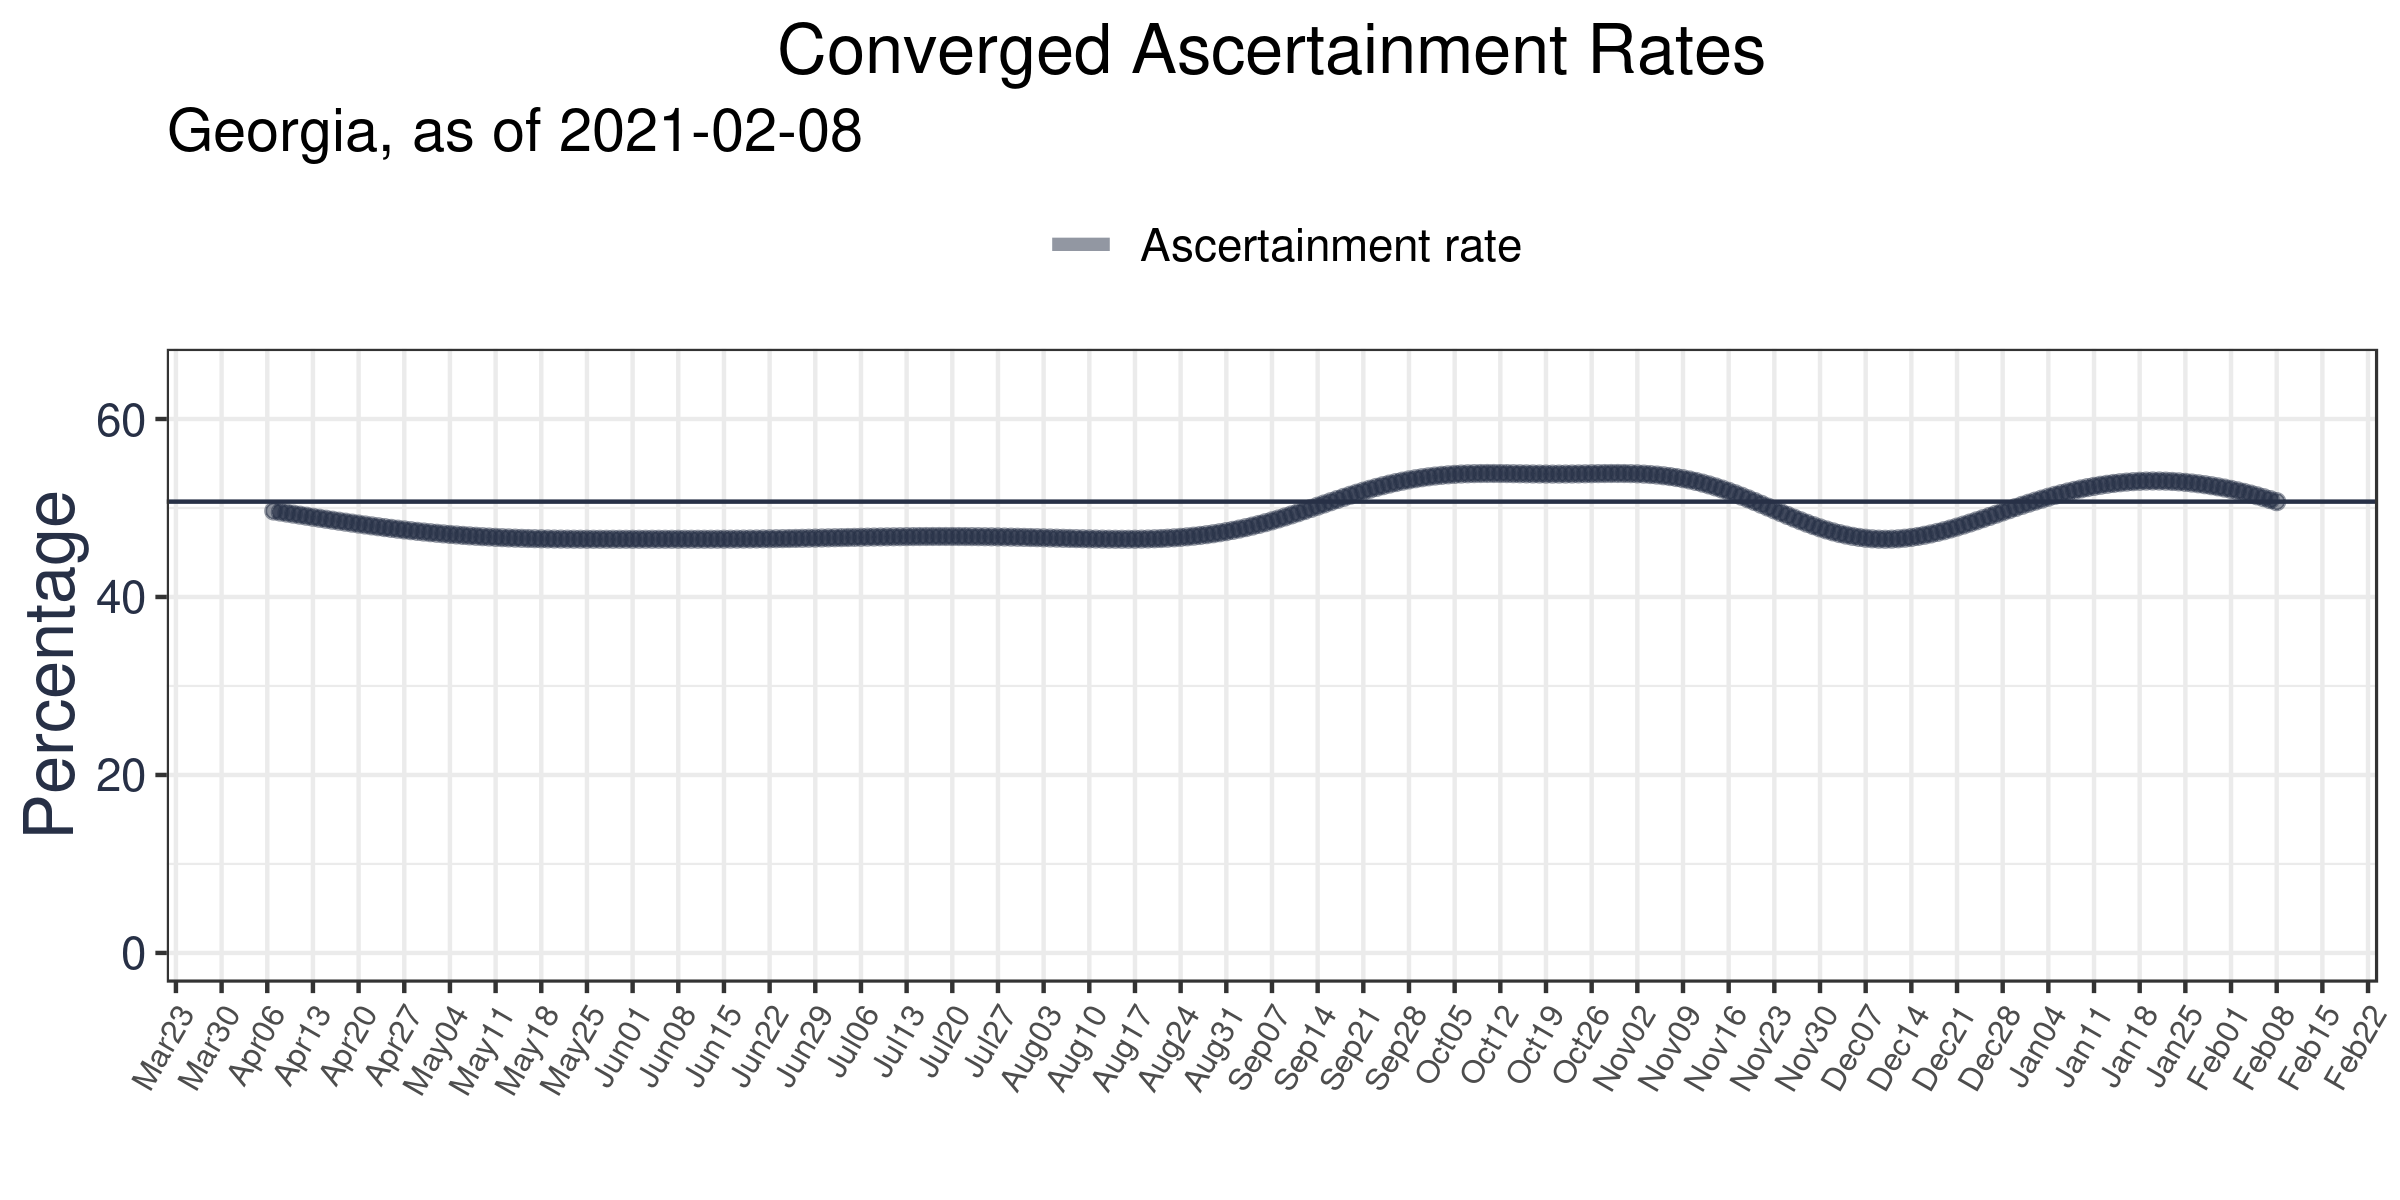 Converged Ascertainment Rates
Georgia, as of 2021-02-08
Ascertainment rate
Percentage
60
40
20
0
Mar23 Mar30 Apr06 Apr13 Apr20 Apr27 May04 May11 May18 May25 Jun01 Jun08 Jun15 Jun22 Jun29 Jul06 Jul13 Jul20 Jul27 Aug03 Aug10 Aug17 Aug24 Aug31 Sep07 Sep14 Sep21 Sep28 Oct05 Oct12 Oct19 Oct26 Nov02 Nov09 Nov16 Nov23 Nov30 Dec07 Dec14 Dec21 Dec28 Jan04 Jan11 Jan18 Jan25 Feb01 Feb08 Feb15 Feb22